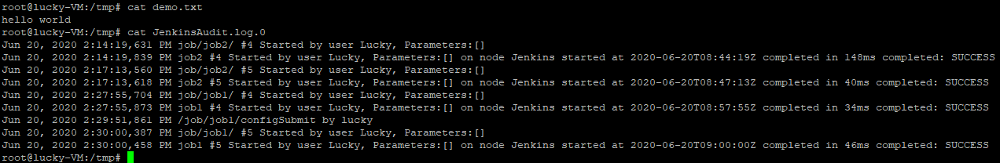 root@lucky-VM:/tmp# cat demo.txt
hello world
root@lucky-VM:/tmp# cat JenkinsAudit.log.0
Jun 20, 2020 2:14:19,631 PM job/job2/ #4 Started by user Lucky, Parameters:[]
Jun 20, 2020 2:14:19,839 PM job2 #4 Started by user Lucky, Parameters:[] on node Jenkins started at 2020-06-20T08:44:19Z completed in 148ms completed: SUCCESS
Jun 20, 2020 2:17:13,560 PM job/job2/ #5 Started by user Lucky, Parameters:[]
Jun 20, 2020 2:17:13,618 PM job2 #5 Started by user Lucky, Parameters:[] on node Jenkins started at 2020-06-20T08:47:13Z completed in 40ms completed: SUCCESS
Jun 20, 2020 2:27:55,704 PM job/job1/ #4 Started by user Lucky, Parameters:[]
Jun 20, 2020 2:27:55,873 PM job1 #4 Started by user Lucky, Parameters:[] on node Jenkins started at 2020-06-20T08:57:55Z completed in 34ms completed: SUCCESS
Jun 20, 2020 2:29:51,861 PM /job/job1/configSubmit by lucky
Jun 20, 2020 2:30:00,387 PM job/job1/ #5 Started by user Lucky, Parameters:[]
Jun 20, 2020 2:30:00,458 PM job1 #5 Started by user Lucky, Parameters:[] on node Jenkins started at 2020-06-20T09:00:00Z completed in 46ms completed: SUCCESS
root@lucky-VM:/tmp#